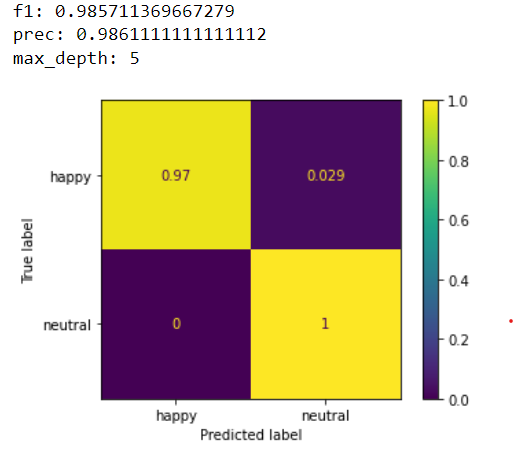 f1: 0.985711369667279
prec: 0.9861111111111112
max_depth: 5
1.0
0.8
0.6
0.4
0.2
0.0
True label
happy
0.97
0.029
neutral
0
1
happy
neutral
Predicted label